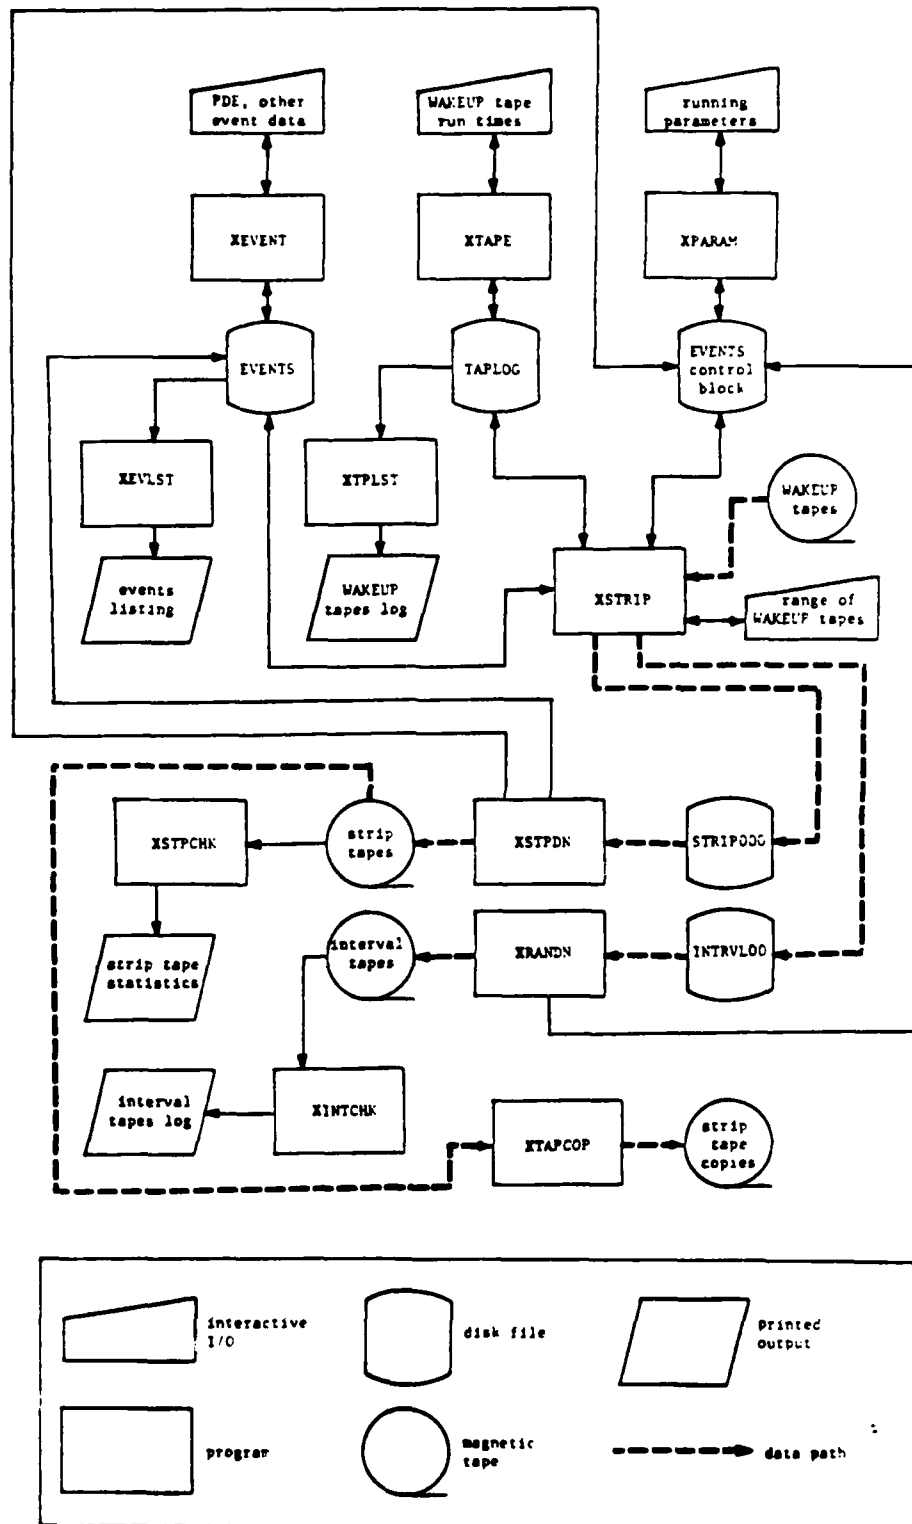 PDE, other
event data
WAKEUP tape
run times
running
parameters
XEVENT
XTAPE
XPARAM
EVENTS
TAPLOG
EVENTS
control
block
XEVLST
XTPLST
WAKEUP
tapes
events
listing
WAKEUP
tapes log
XSTRIP
range of
WAKEUP tapes
XSTPCHK
strip
tapes
XSTPDN
STRIP000
strip tape
statistics
interval
tapes
XRANDN
INTRVL00
interval
tapes log
XINTCHK
XTAPCOP
strip
tape
copies
interactive
I/O
disk file
printed
output
program
magnetic
tape
data path